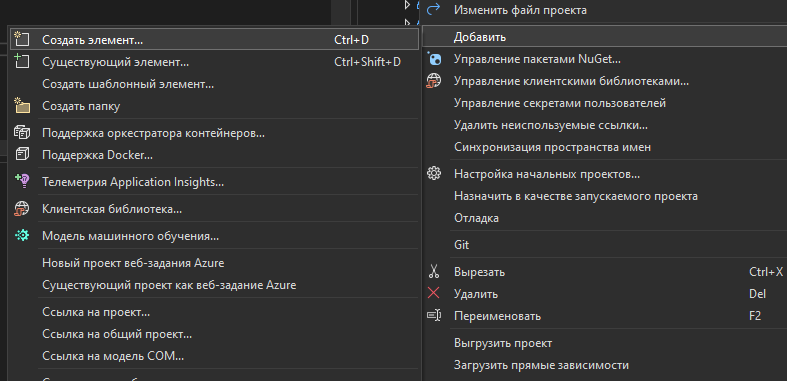 Изменить файл проекта
Добавить
Управление пакетами NuGet...
Управление клиентскими библиотеками...
Управление секретами пользователей
Удалить неиспользуемые ссылки...
Синхронизация пространства имен
Настройка начальных проектов...
Назначить в качестве запускаемого проекта
Отладка
Git
Вырезать Ctrl+X
Удалить Del
Переименовать F2
Выгрузить проект
Загрузить прямые зависимости
Создать элемент... Ctrl+D
Существующий элемент... Ctrl+Shift+D
Создать шаблонный элемент...
Создать папку
Поддержка оркестратора контейнеров...
Поддержка Docker...
Телеметрия Application Insights...
Клиентская библиотека...
Модель машинного обучения...
Новый проект веб-задания Azure
Существующий проект как веб-задание Azure
Ссылка на проект...
Ссылка на общий проект...
Ссылка на модель COM...